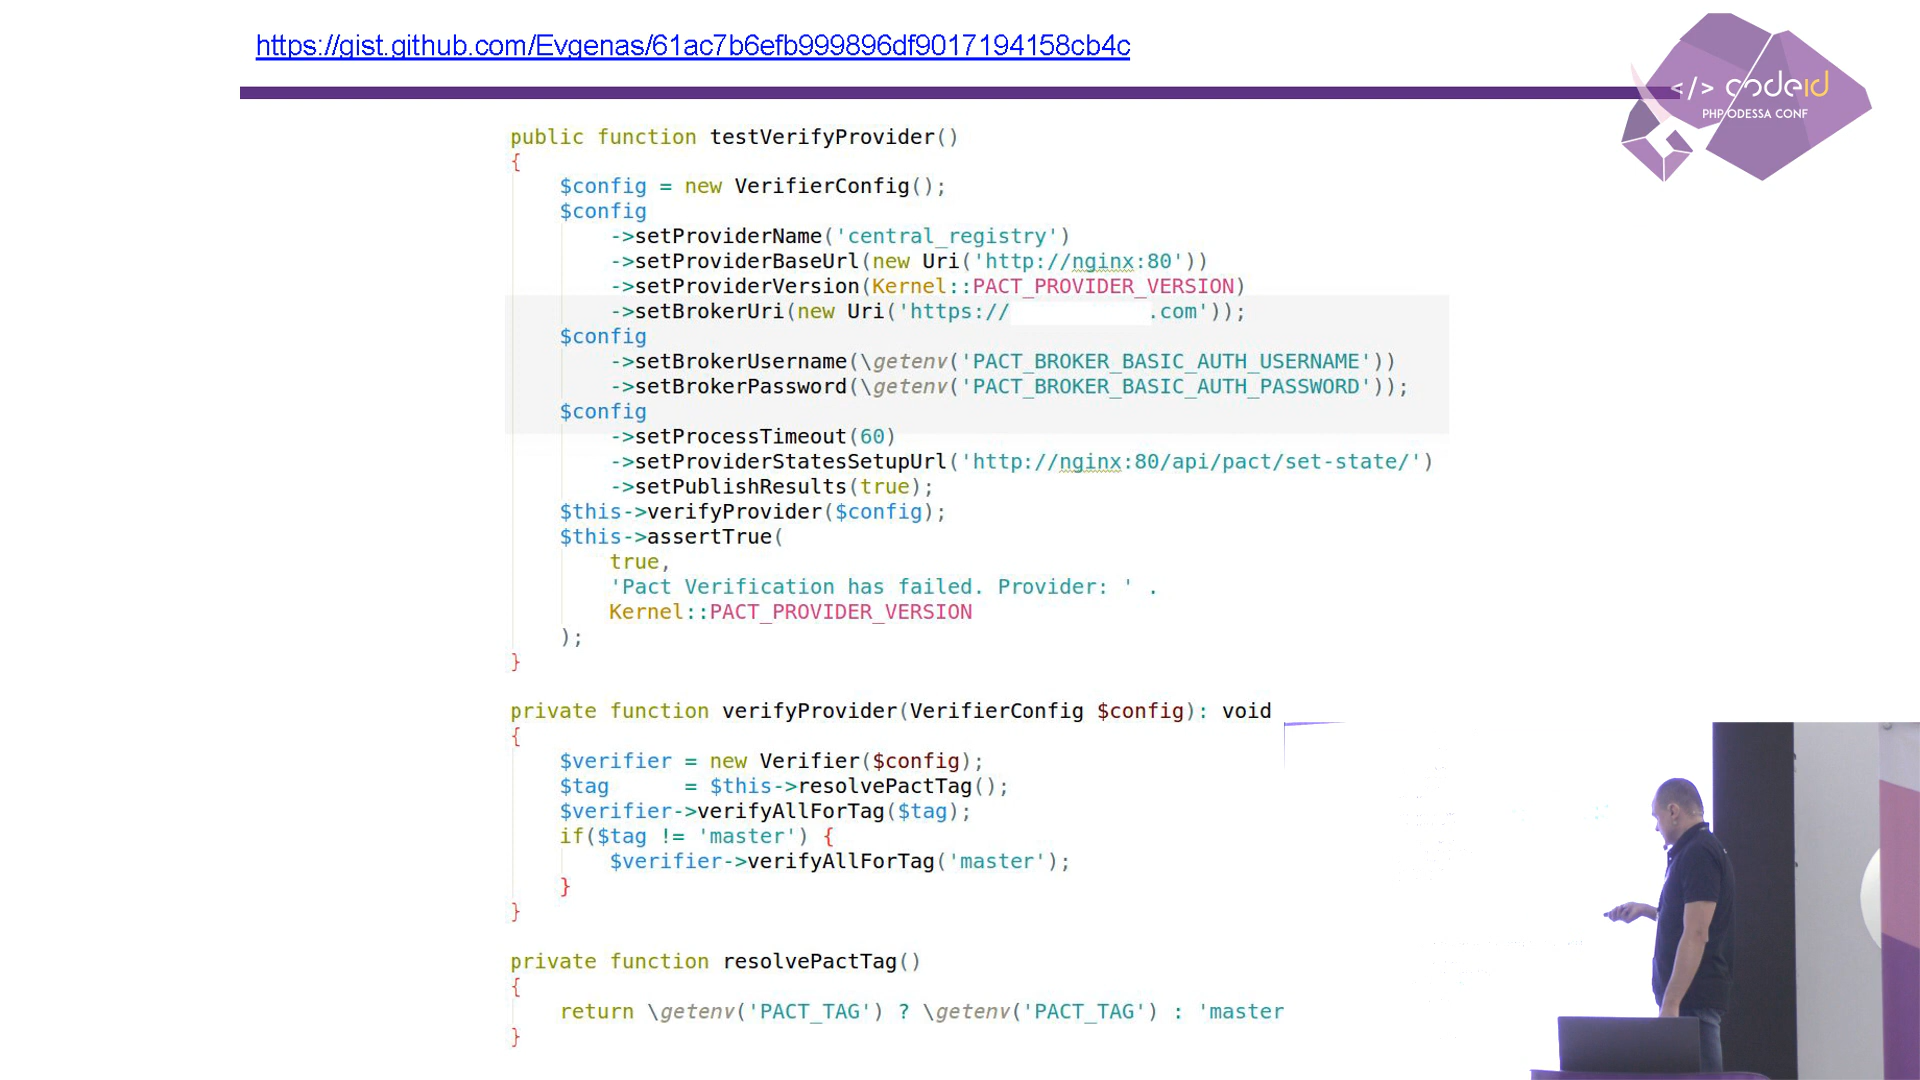 https://gist.github.com/Evgenas/61ac7b6efb999896df9017194158cb4c
</> codeid
PHP ODESSA CONF
public function testVerifyProvider()
{
    $config = new VerifierConfig();
    $config
        ->setProviderName('central_registry')
        ->setProviderBaseUrl(new Uri('http://nginx:80'))
        ->setProviderVersion(Kernel::PACT_PROVIDER_VERSION)
        ->setBrokerUri(new Uri('https://           .com'));
    $config
        ->setBrokerUsername(\getenv('PACT_BROKER_BASIC_AUTH_USERNAME'))
        ->setBrokerPassword(\getenv('PACT_BROKER_BASIC_AUTH_PASSWORD'));
    $config
        ->setProcessTimeout(60)
        ->setProviderStatesSetupUrl('http://nginx:80/api/pact/set-state/')
        ->setPublishResults(true);
    $this->verifyProvider($config);
    $this->assertTrue(
        true,
        'Pact Verification has failed. Provider: ' .
        Kernel::PACT_PROVIDER_VERSION
    );
}
private function verifyProvider(VerifierConfig $config): void
{
    $verifier = new Verifier($config);
    $tag      = $this->resolvePactTag();
    $verifier->verifyAllForTag($tag);
    if($tag != 'master') {
        $verifier->verifyAllForTag('master');
    }
}
private function resolvePactTag()
{
    return \getenv('PACT_TAG') ? \getenv('PACT_TAG') : 'master
}